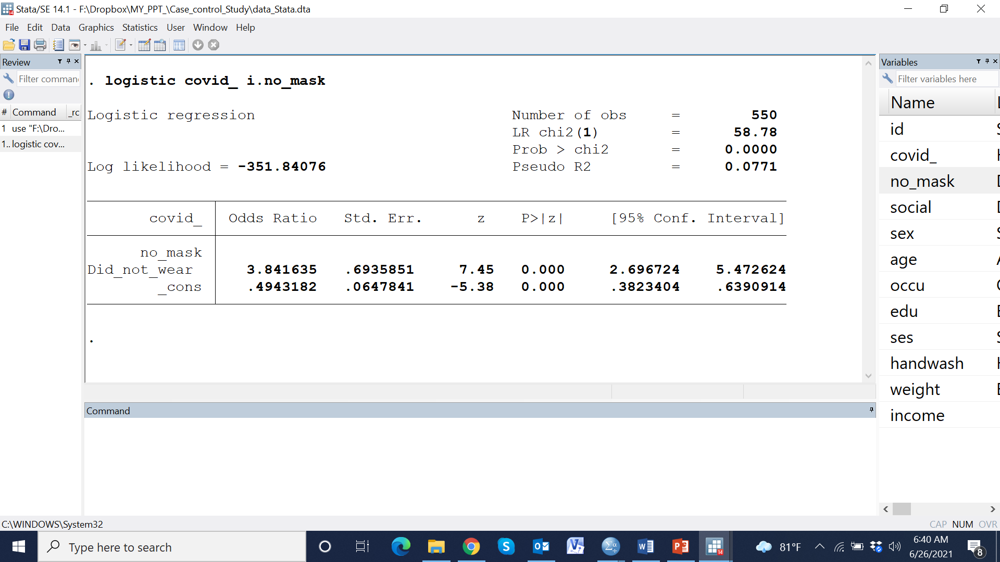 Stata/SE 14.1 - F:\Dropbox\MY_PPT_\Case_control_Study\data_Stata.dta
File Edit Data Graphics Statistics User Window Help
Review
Filter comman
# Command _rc
1 use "F:\Dro...
1.. logistic cov...
. logistic covid_ i.no_mask
Logistic regression Number of obs = 550
LR chi2(1) = 58.78
Prob > chi2 = 0.0000
Log likelihood = -351.84076 Pseudo R2 = 0.0771
covid_ Odds Ratio Std. Err. z P>|z| [95% Conf. Interval]
no_mask
Did_not_wear 3.841635 .6935851 7.45 0.000 2.696724 5.472624
_cons .4943182 .0647841 -5.38 0.000 .3823404 .6390914
.
Variables
Filter variables here
Name
id
covid_
no_mask
social
sex
age
occu
edu
ses
handwash
weight
income
Command
C:\WINDOWS\System32
CAP NUM OVR
Type here to search
81°F
6:40 AM
6/26/2021
8